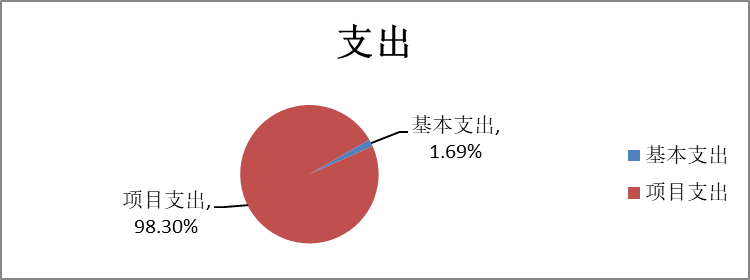 支出
基本支出,
1.69%
项目支出,
98.30%
基本支出
项目支出